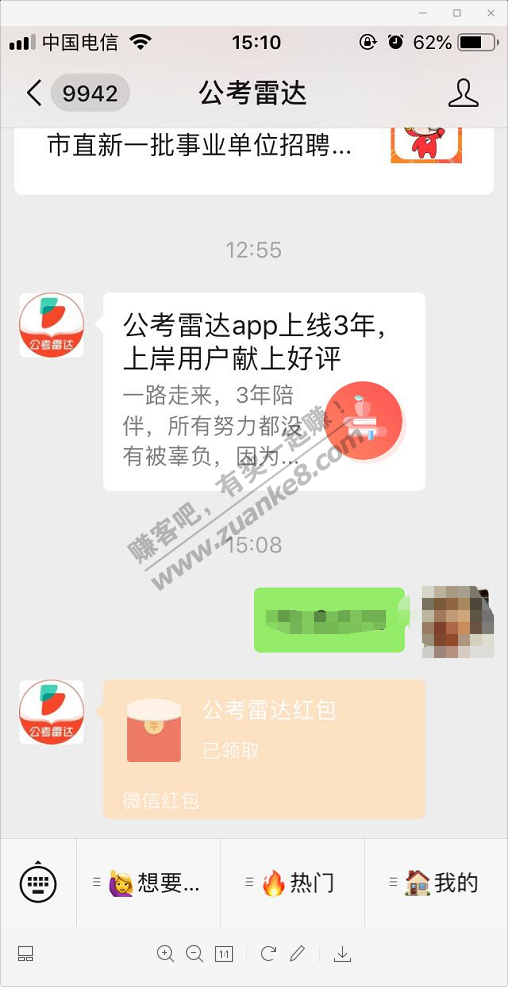 中国电信 15:10 62%
9942 公考雷达
市直新一批事业单位招聘...
12:55
公考雷达app上线3年，
上岸用户献上好评
公考雷达
一路走来，3年陪
伴，所有努力都没
有被辜负，因为...
赚客吧，有奖一起赚！
www.zuanke8.com
15:08
公考雷达红包
公考雷达
已领取
微信红包
想要... 热门 我的
1:1